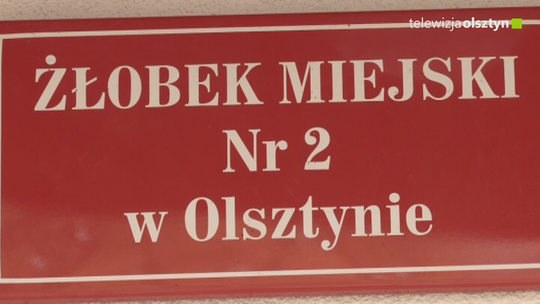 telewizjaolsztyn
ŻŁOBEK MIEJSKI
Nr 2
w Olsztynie